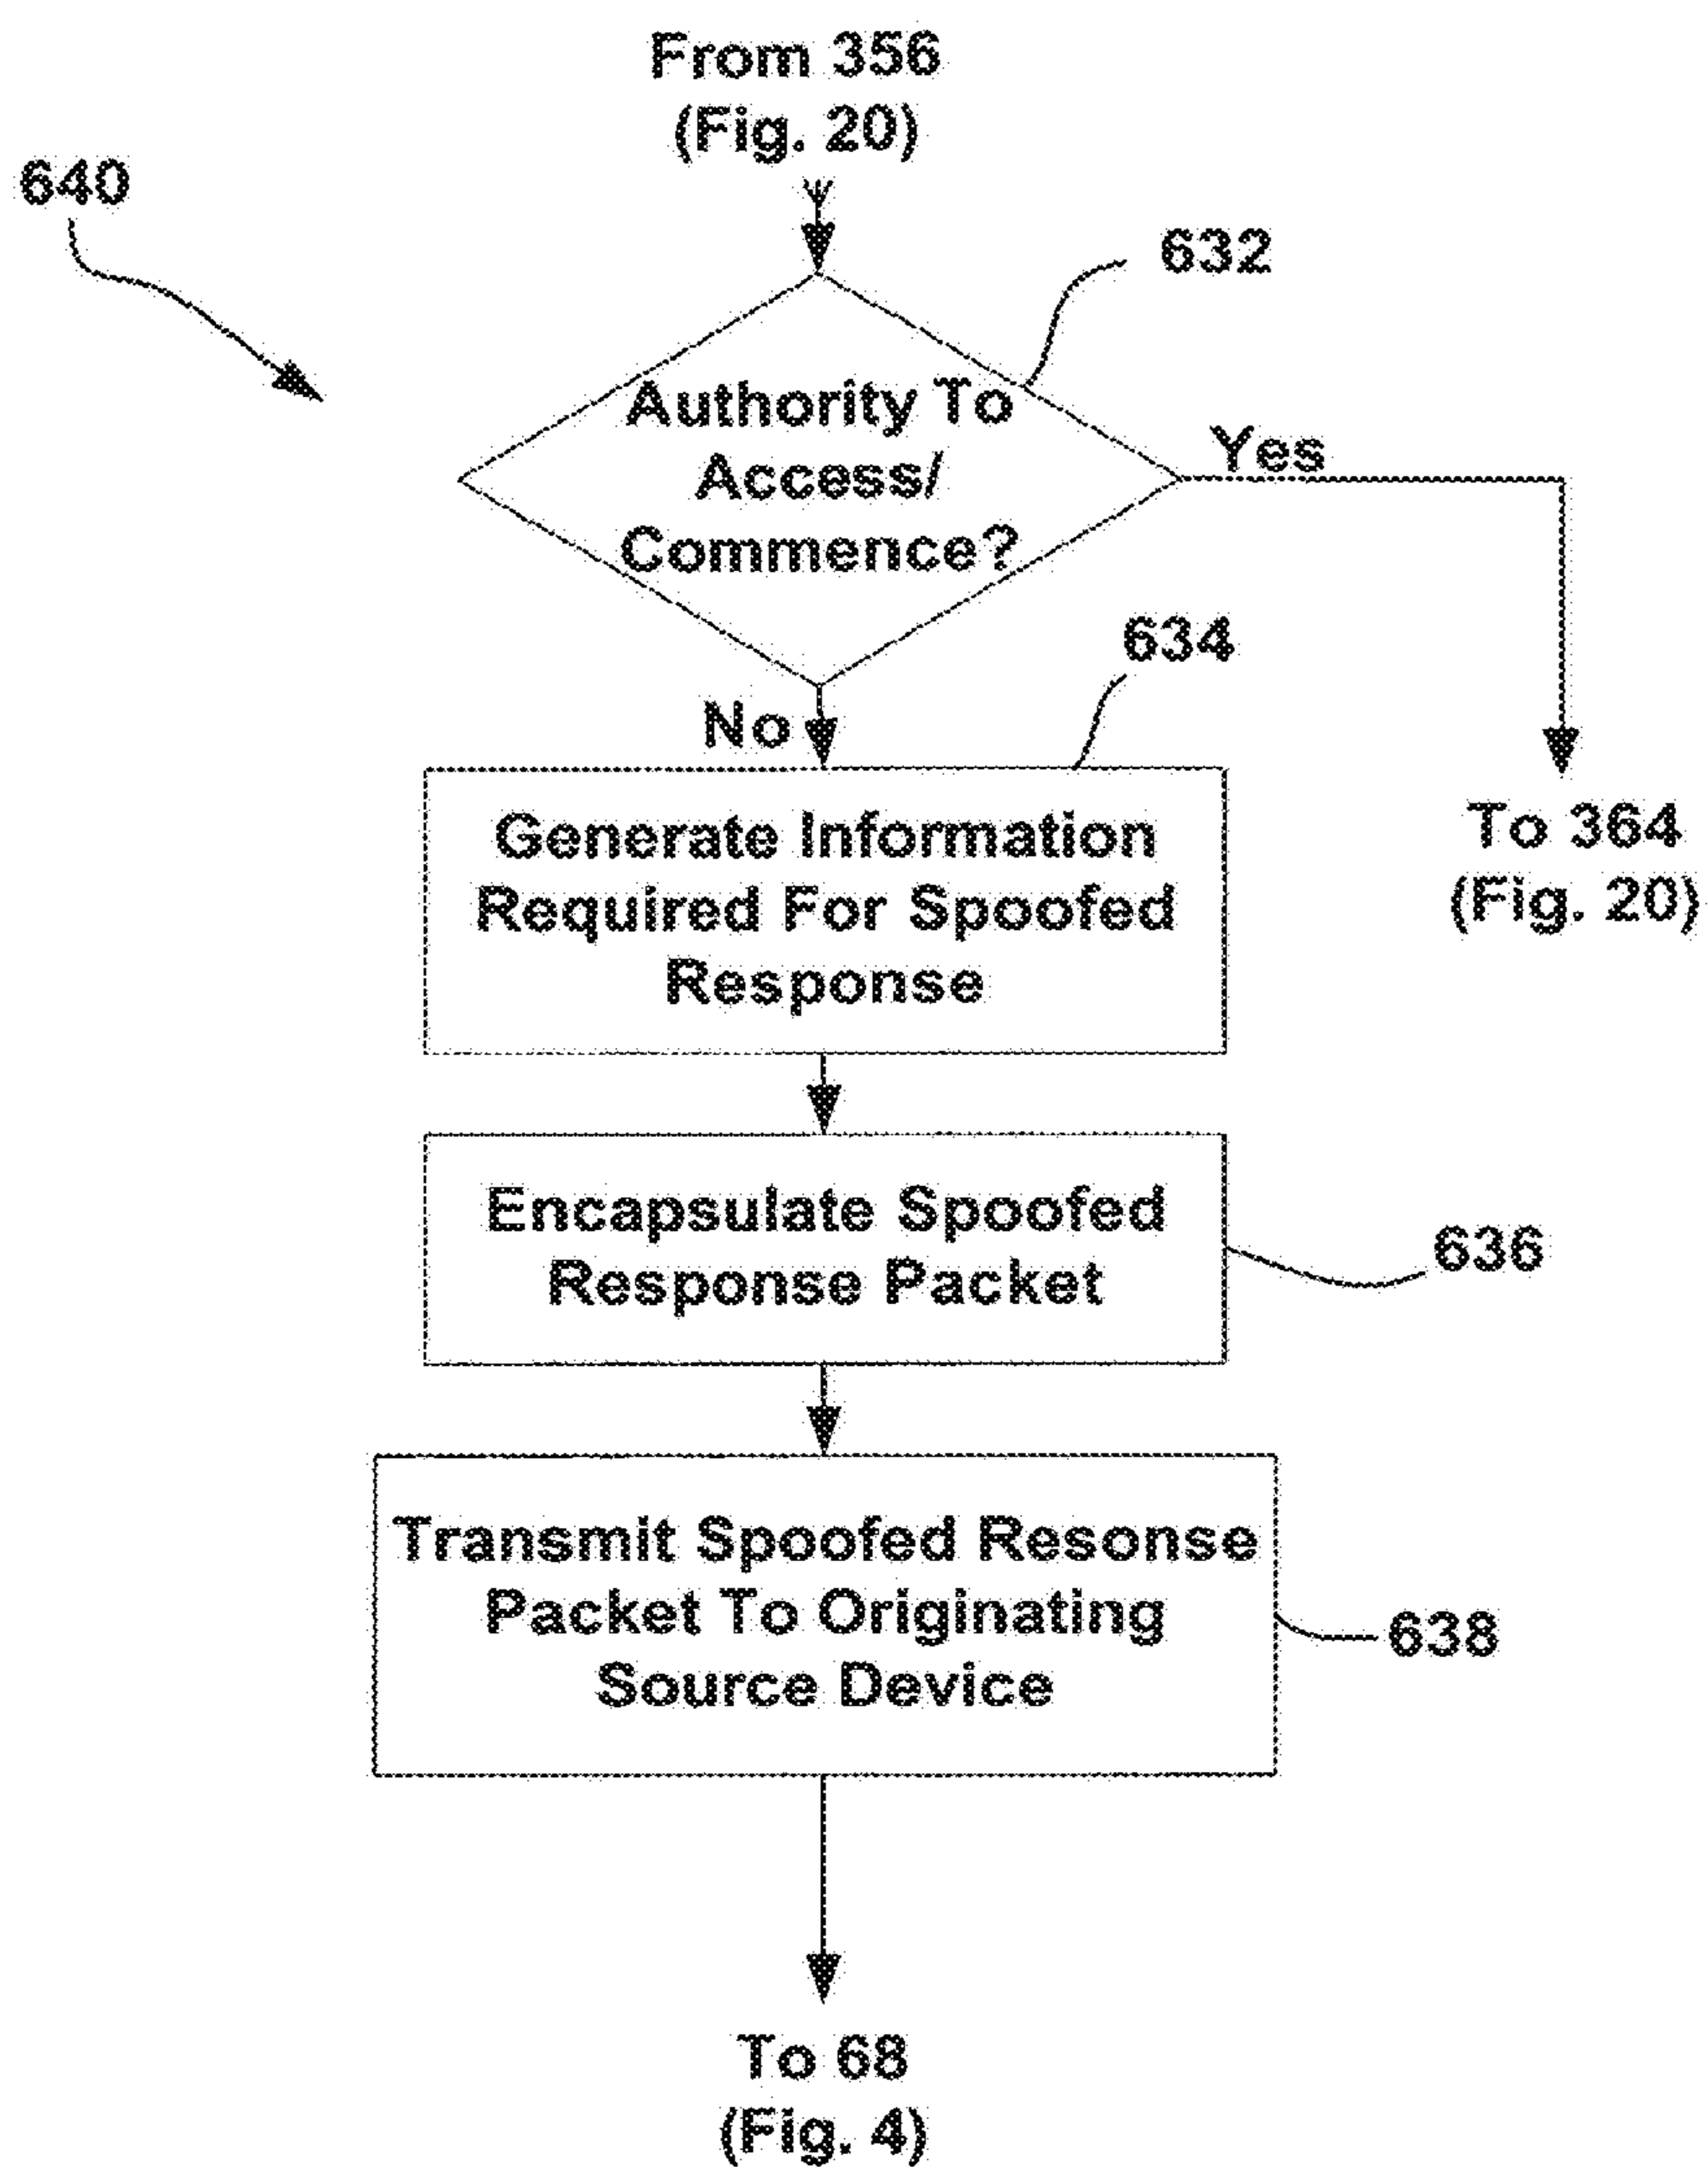 From 356
(Fig. 20)
640
632
Authority To
Access/
Commence?
Yes
634
No
To 364
(Fig. 20)
Generate Information
Required For Spoofed
Response
Encapsulate Spoofed
Response Packet
636
Transmit Spoofed Resonse
Packet To Originating
Source Device
638
To 68
(Fig. 4)